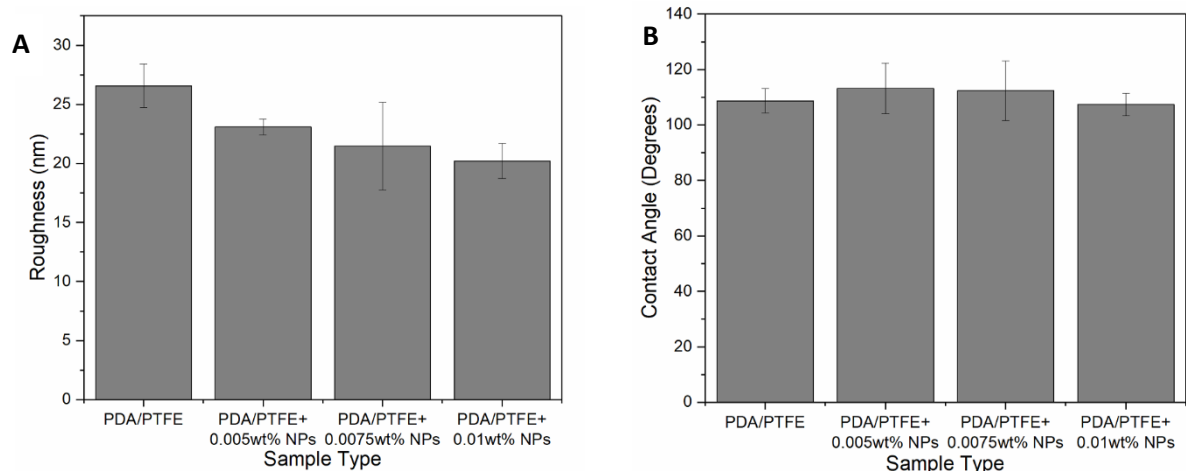 A
30
25
20
15
10
5
0
Roughness (nm)
PDA/PTFE
PDA/PTFE+
0.005wt% NPs
PDA/PTFE+
0.0075wt% NPs
PDA/PTFE+
0.01wt% NPs
Sample Type
B
140
120
100
80
60
40
20
0
Contact Angle (Degrees)
PDA/PTFE
PDA/PTFE+
0.005wt% NPs
PDA/PTFE+
0.0075wt% NPs
PDA/PTFE+
0.01wt% NPs
Sample Type